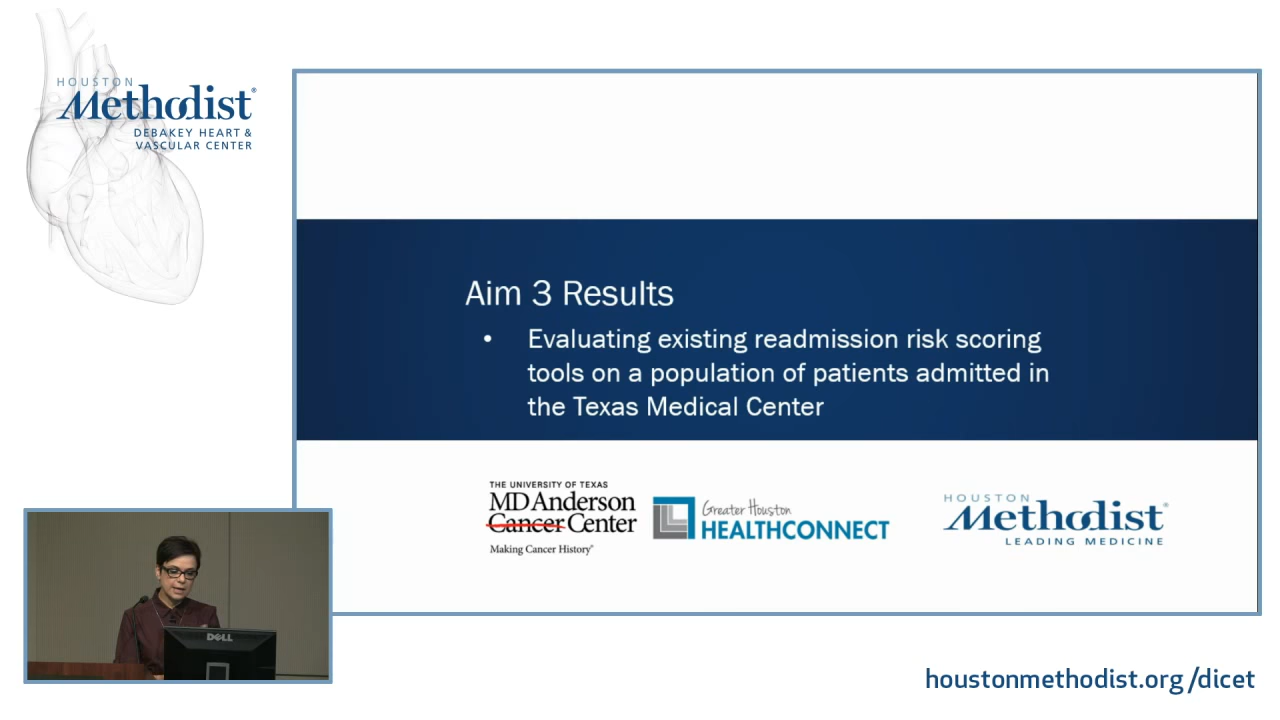 HOUSTON
Methodist®
DEBAKEY HEART &
VASCULAR CENTER
Aim 3 Results
• Evaluating existing readmission risk scoring
tools on a population of patients admitted in
the Texas Medical Center
THE UNIVERSITY OF TEXAS
MD Anderson
Cancer Center
Making Cancer History®
Greater Houston
HEALTHCONNECT
HOUSTON
Methodist®
LEADING MEDICINE
DELL
houstonmethodist.org/dicet